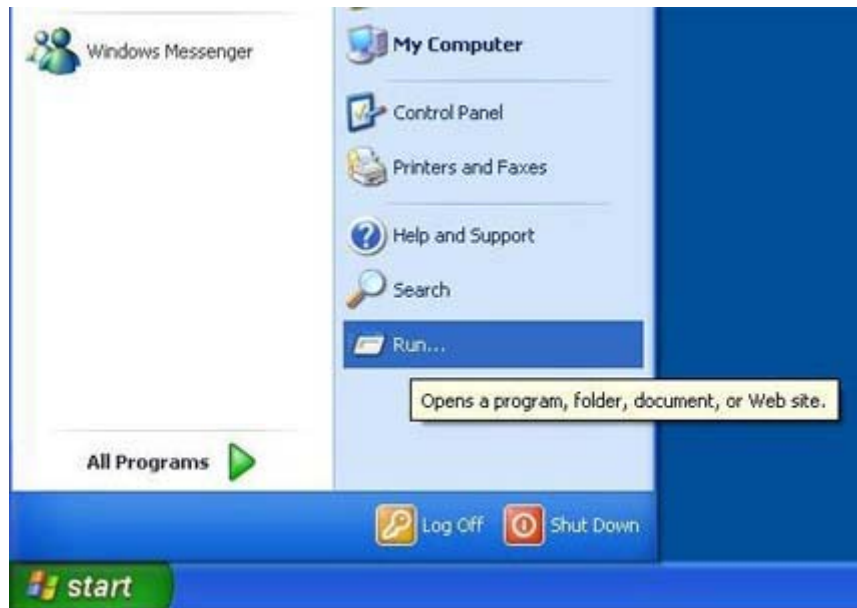 Windows Messenger
My Computer
Control Panel
Printers and Faxes
Help and Support
Search
Run...
Opens a program, folder, document, or Web site.
All Programs
Log Off
Shut Down
start